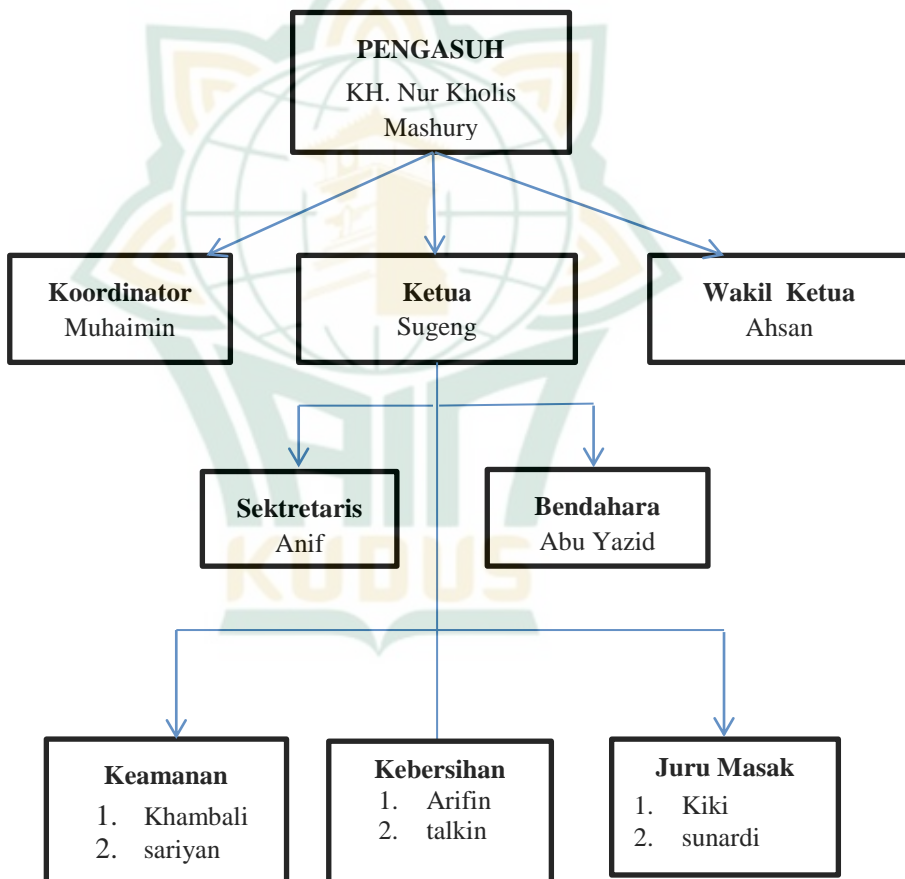 PENGASUH
KH. Nur Kholis
Mashury
Koordinator
Muhaimin
Ketua
Sugeng
Wakil Ketua
Ahsan
Sektretaris
Anif
Bendahara
Abu Yazid
KUDUS
Keamanan
1. Khambali
2. sariyan
Kebersihan
1. Arifin
2. talkin
Juru Masak
1. Kiki
2. sunardi